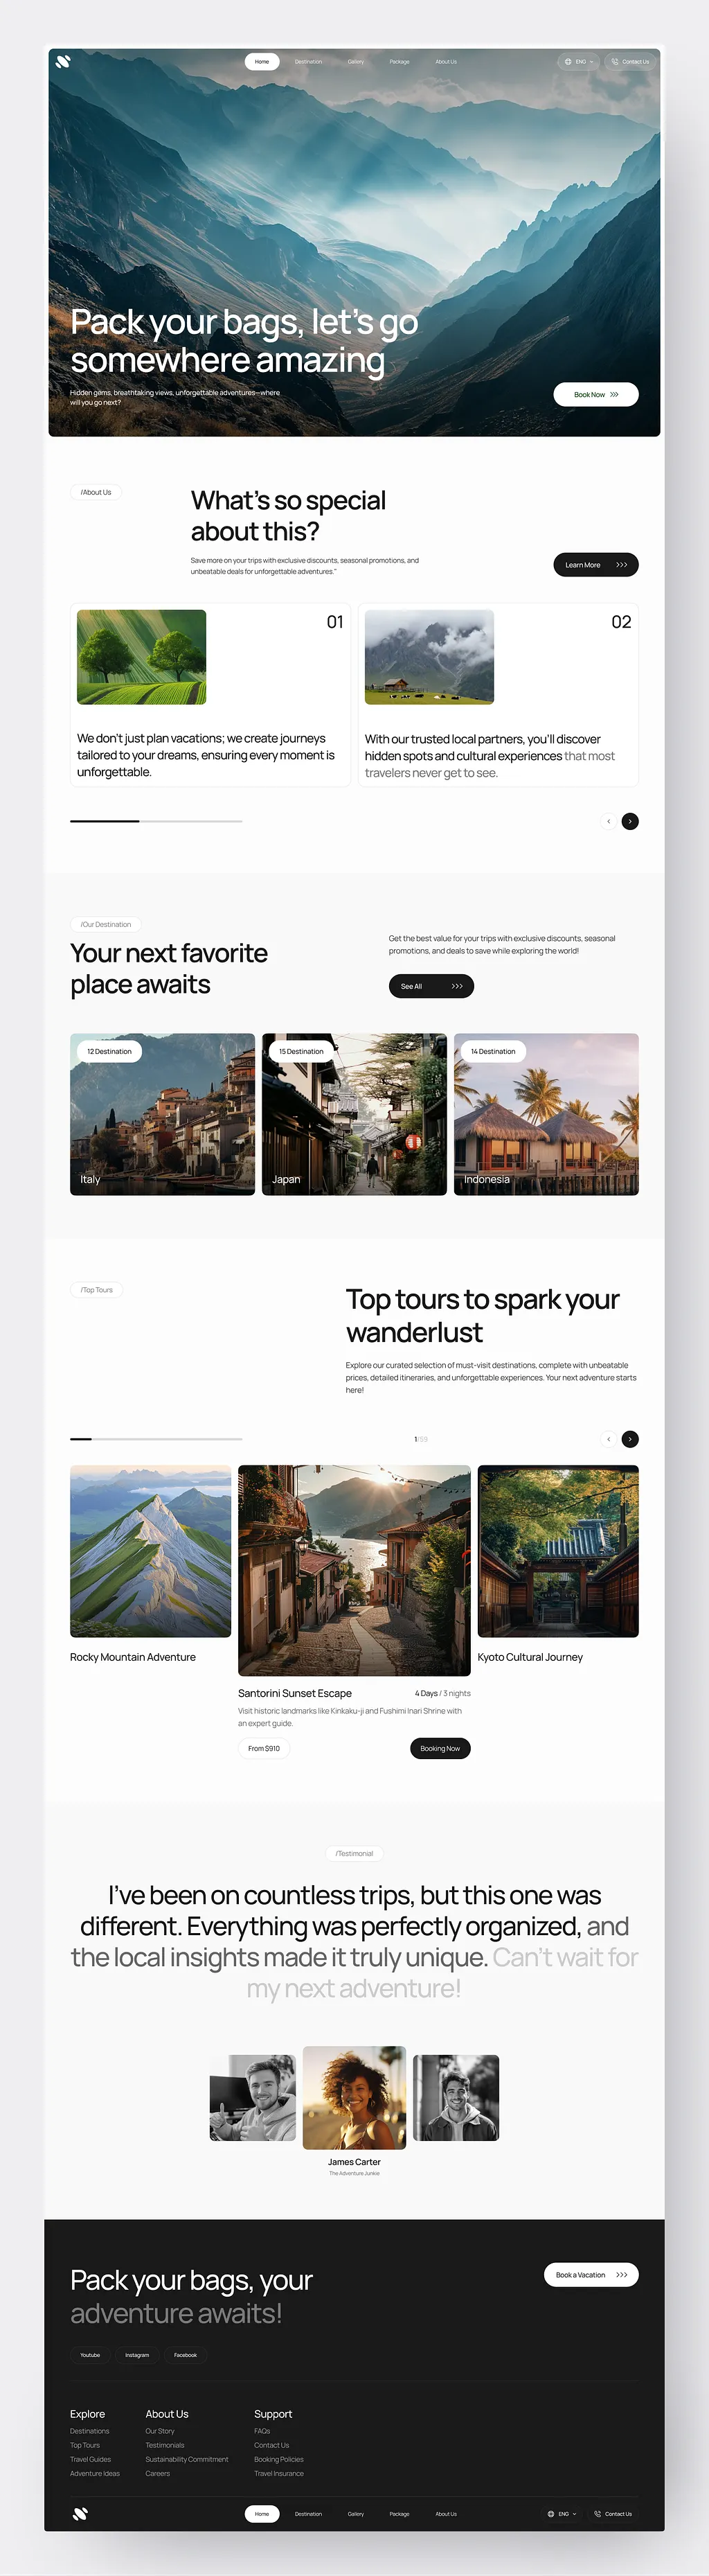 Home
Destination
Gallery
Package
About Us
ENG
Contact Us
Pack your bags, let's go
somewhere amazing
Hidden gems, breathtaking views, unforgettable adventures—where
will you go next?
Book Now
/About Us
What's so special
about this?
Save more on your trips with exclusive discounts, seasonal promotions, and
unbeatable deals for unforgettable adventures."
Learn More
01
We don't just plan vacations; we create journeys
tailored to your dreams, ensuring every moment is
unforgettable.
02
With our trusted local partners, you'll discover
hidden spots and cultural experiences that most
travelers never get to see.
/Our Destination
Your next favorite
place awaits
Get the best value for your trips with exclusive discounts, seasonal
promotions, and deals to save while exploring the world!
See All
12 Destination
Italy
15 Destination
Japan
14 Destination
Indonesia
/Top Tours
Top tours to spark your
wanderlust
Explore our curated selection of must-visit destinations, complete with unbeatable
prices, detailed itineraries, and unforgettable experiences. Your next adventure starts
here!
1/59
Rocky Mountain Adventure
Santorini Sunset Escape
4 Days / 3 nights
Visit historic landmarks like Kinkaku-ji and Fushimi Inari Shrine with
an expert guide.
From $910
Booking Now
Kyoto Cultural Journey
/Testimonial
I've been on countless trips, but this one was
different. Everything was perfectly organized, and
the local insights made it truly unique. Can't wait for
my next adventure!
James Carter
The Adventure Junkie
Pack your bags, your
adventure awaits!
Book a Vacation
Youtube
Instagram
Facebook
Explore
Destinations
Top Tours
Travel Guides
Adventure Ideas
About Us
Our Story
Testimonials
Sustainability Commitment
Careers
Support
FAQs
Contact Us
Booking Policies
Travel Insurance
Home
Destination
Gallery
Package
About Us
ENG
Contact Us